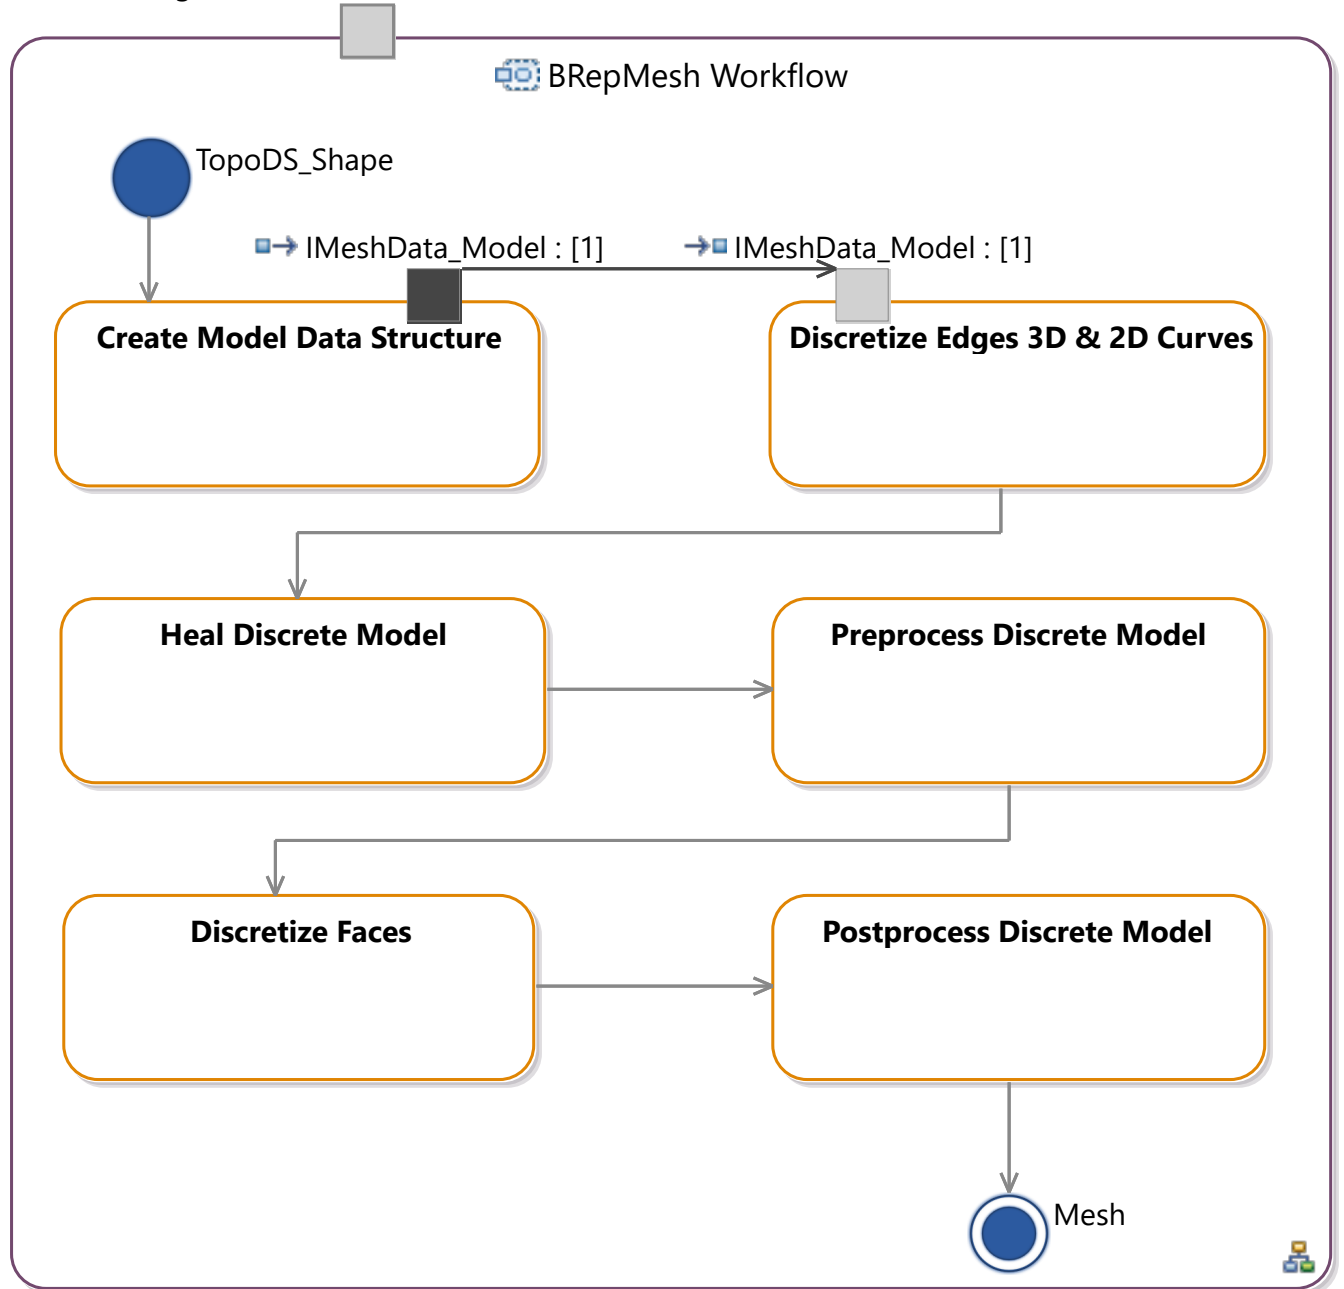 BRepMesh Workflow
TopoDS_Shape
IMeshData_Model : [1]
IMeshData_Model : [1]
Create Model Data Structure
Discretize Edges 3D & 2D Curves
Heal Discrete Model
Preprocess Discrete Model
Discretize Faces
Postprocess Discrete Model
Mesh